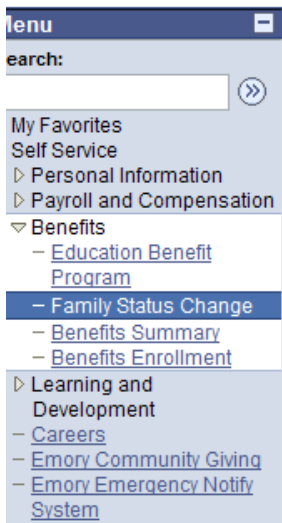 Menu
earch:
My Favorites
Self Service
Personal Information
Payroll and Compensation
Benefits
– Education Benefit
Program
– Family Status Change
– Benefits Summary
– Benefits Enrollment
Learning and
Development
– Careers
– Emory Community Giving
– Emory Emergency Notify
System